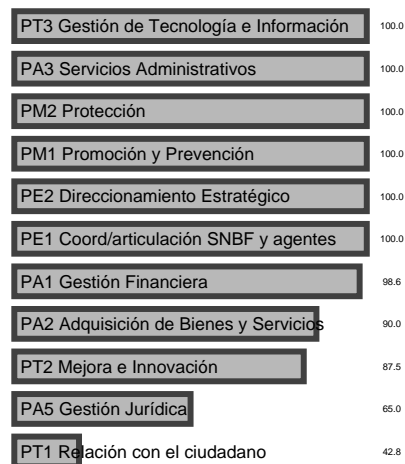 PT3 Gestión de Tecnología e Información 100.0
PA3 Servicios Administrativos 100.0
PM2 Protección 100.0
PM1 Promoción y Prevención 100.0
PE2 Direccionamiento Estratégico 100.0
PE1 Coord/articulación SNBF y agentes 100.0
PA1 Gestión Financiera 98.6
PA2 Adquisición de Bienes y Servicios 90.0
PT2 Mejora e Innovación 87.5
PA5 Gestión Jurídica 65.0
PT1 Relación con el ciudadano 42.8